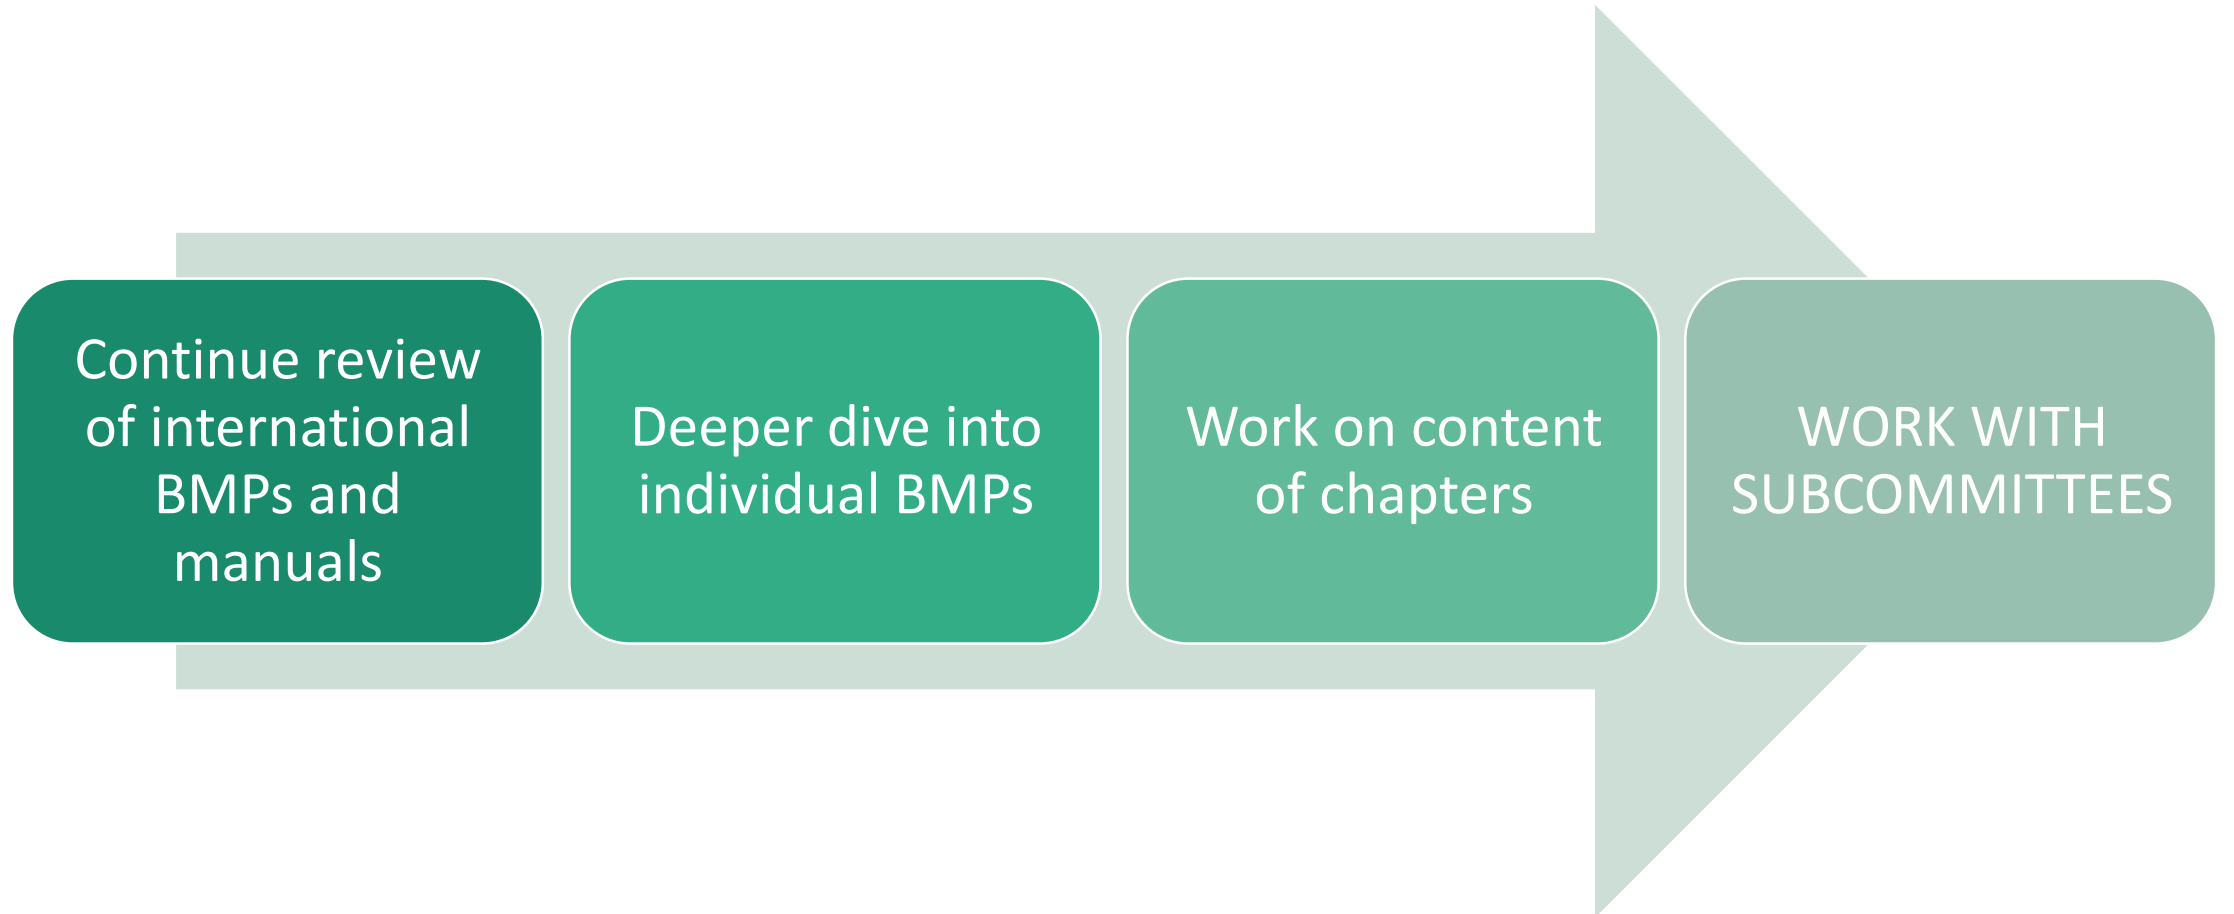 Continue review
of international
BMPs and
manuals
Deeper dive into
individual BMPs
Work on content
of chapters
WORK WITH
SUBCOMMITTEES